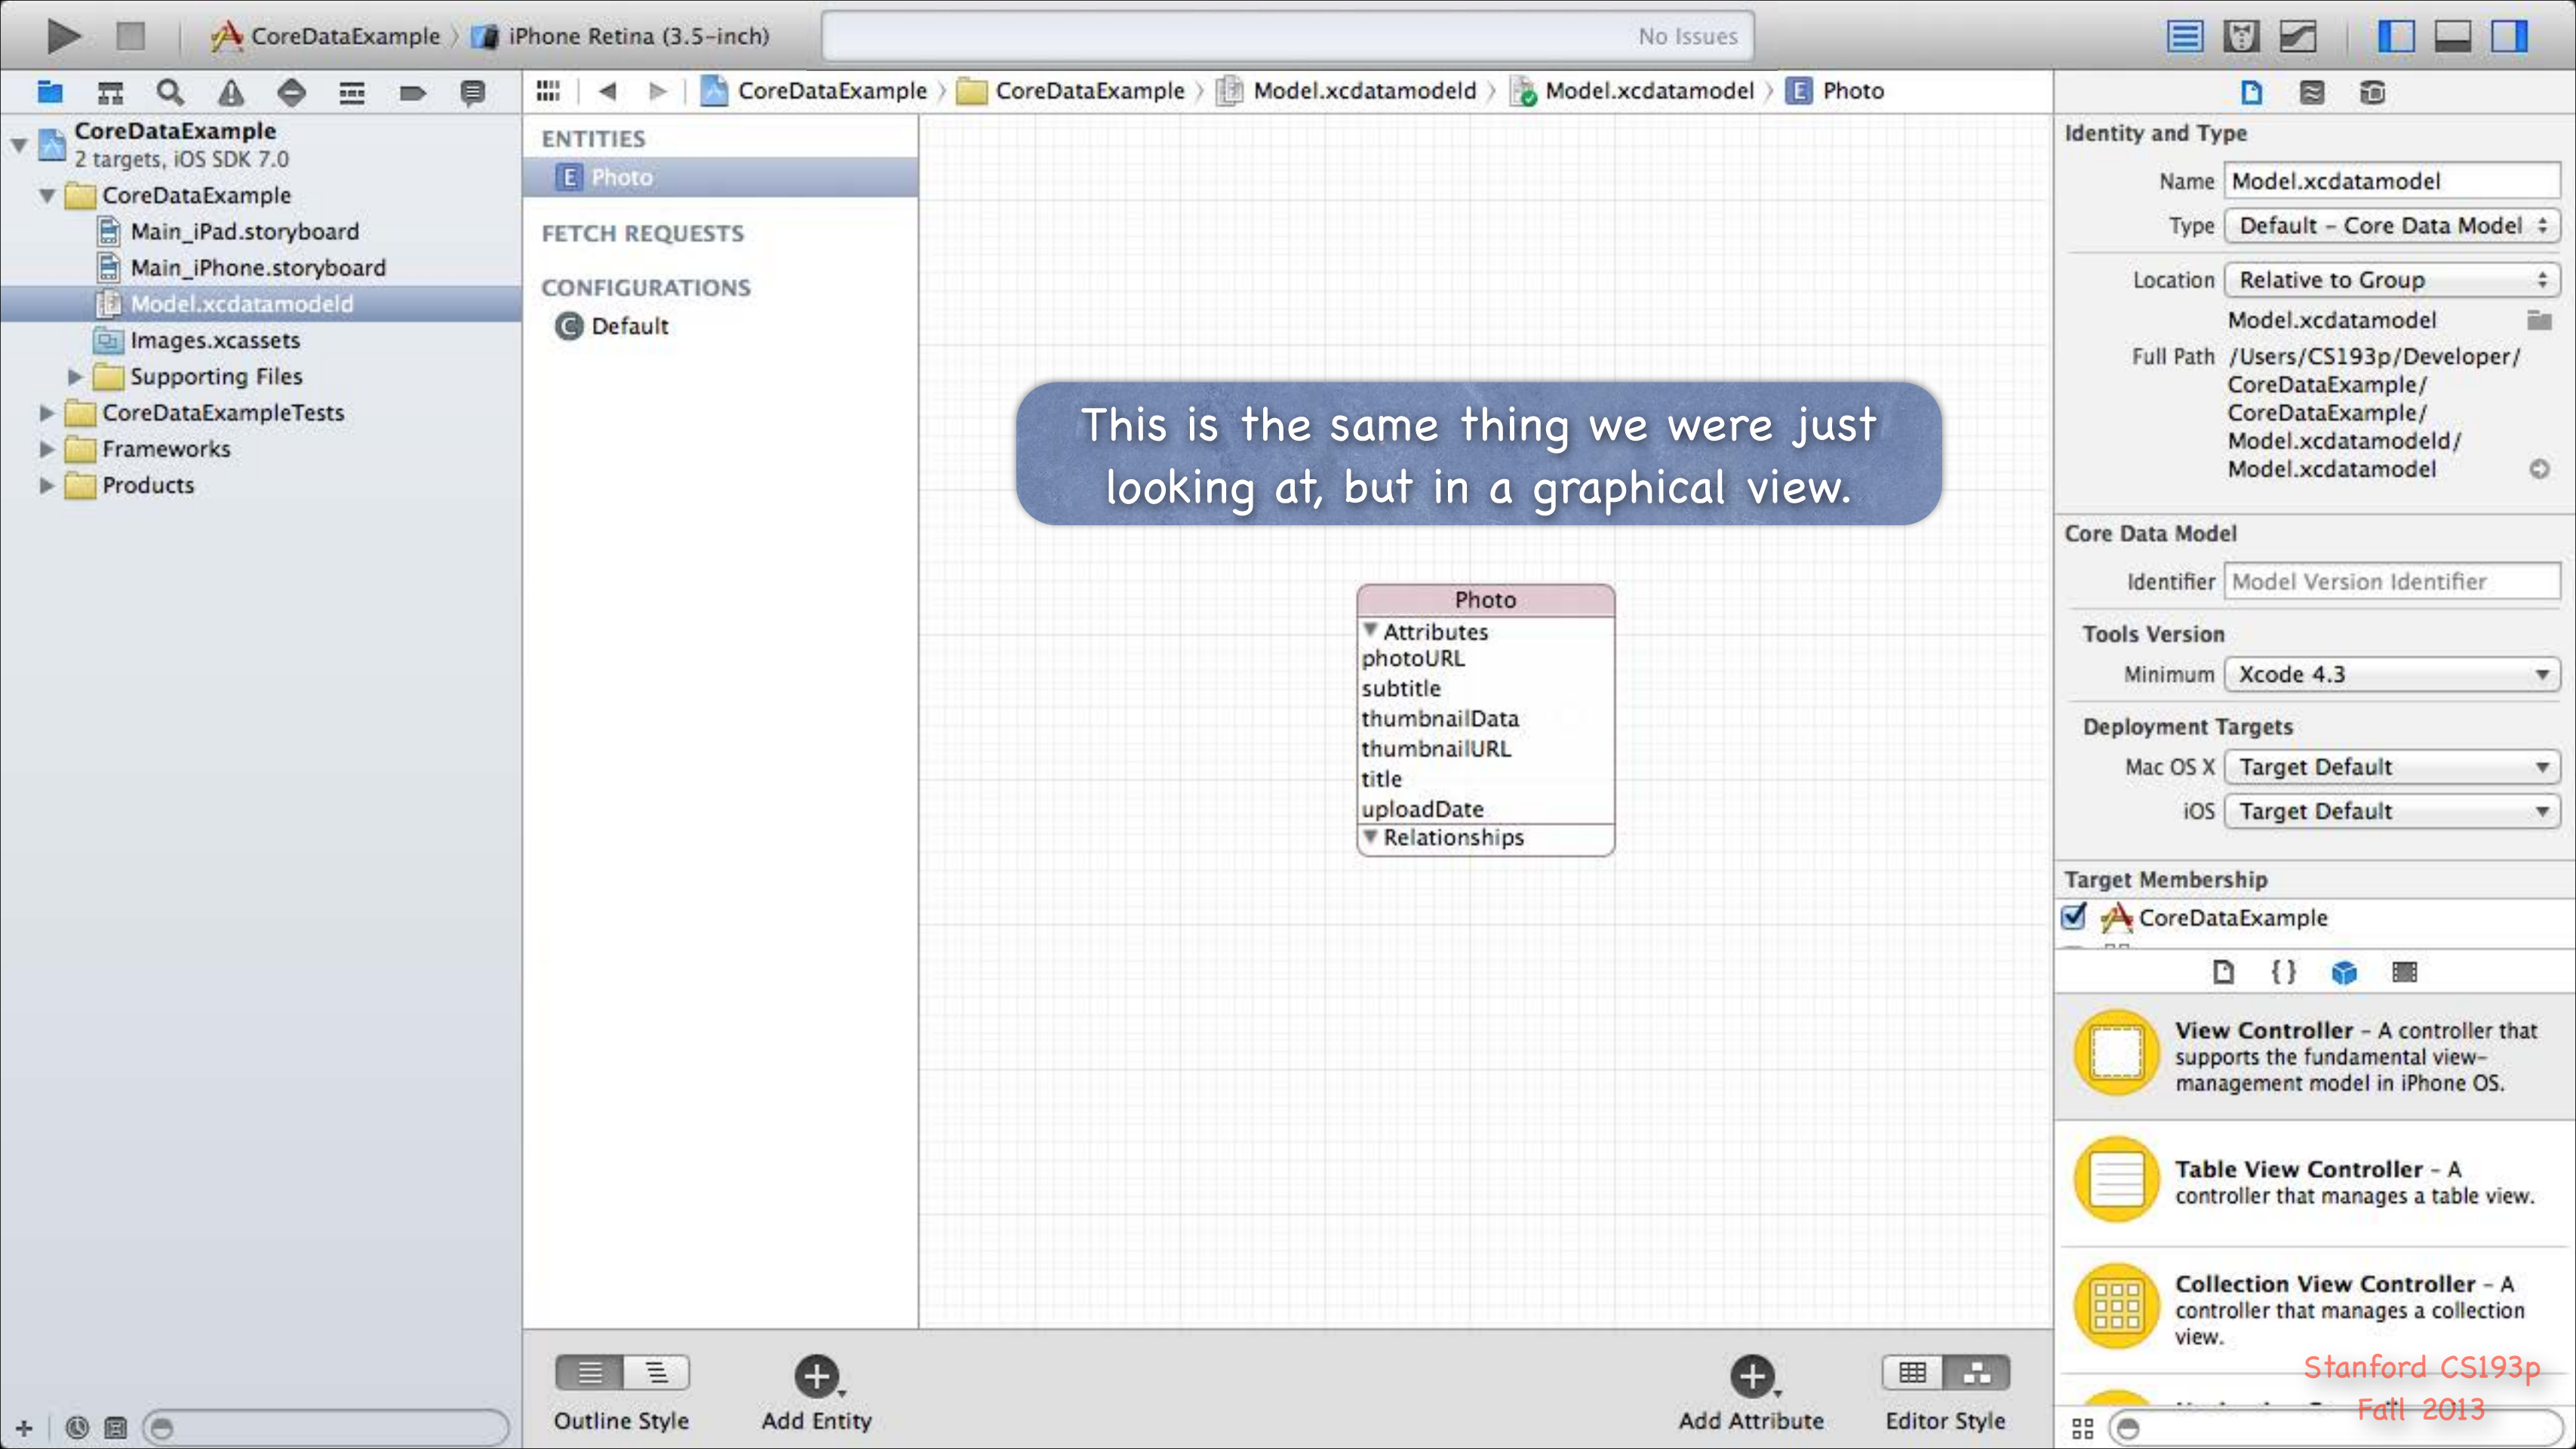 CoreDataExample 〉 iPhone Retina (3.5-inch)
No Issues
CoreDataExample 〉 CoreDataExample 〉 Model.xcdatamodeld 〉 Model.xcdatamodel 〉 E Photo
CoreDataExample
2 targets, iOS SDK 7.0
CoreDataExample
Main_iPad.storyboard
Main_iPhone.storyboard
Model.xcdatamodeld
Images.xcassets
Supporting Files
CoreDataExampleTests
Frameworks
Products
ENTITIES
E Photo
FETCH REQUESTS
CONFIGURATIONS
C Default
This is the same thing we were just
looking at, but in a graphical view.
Photo
Attributes
photoURL
subtitle
thumbnailData
thumbnailURL
title
uploadDate
Relationships
Outline Style
Add Entity
Add Attribute
Editor Style
Identity and Type
Name Model.xcdatamodel
Type Default – Core Data Model
Location Relative to Group
Model.xcdatamodel
Full Path /Users/CS193p/Developer/
CoreDataExample/
CoreDataExample/
Model.xcdatamodeld/
Model.xcdatamodel
Core Data Model
Identifier Model Version Identifier
Tools Version
Minimum Xcode 4.3
Deployment Targets
Mac OS X Target Default
iOS Target Default
Target Membership
CoreDataExample
{ }
View Controller – A controller that
supports the fundamental view-
management model in iPhone OS.
Table View Controller – A
controller that manages a table view.
Collection View Controller – A
controller that manages a collection
view.
Stanford CS193p
Fall 2013